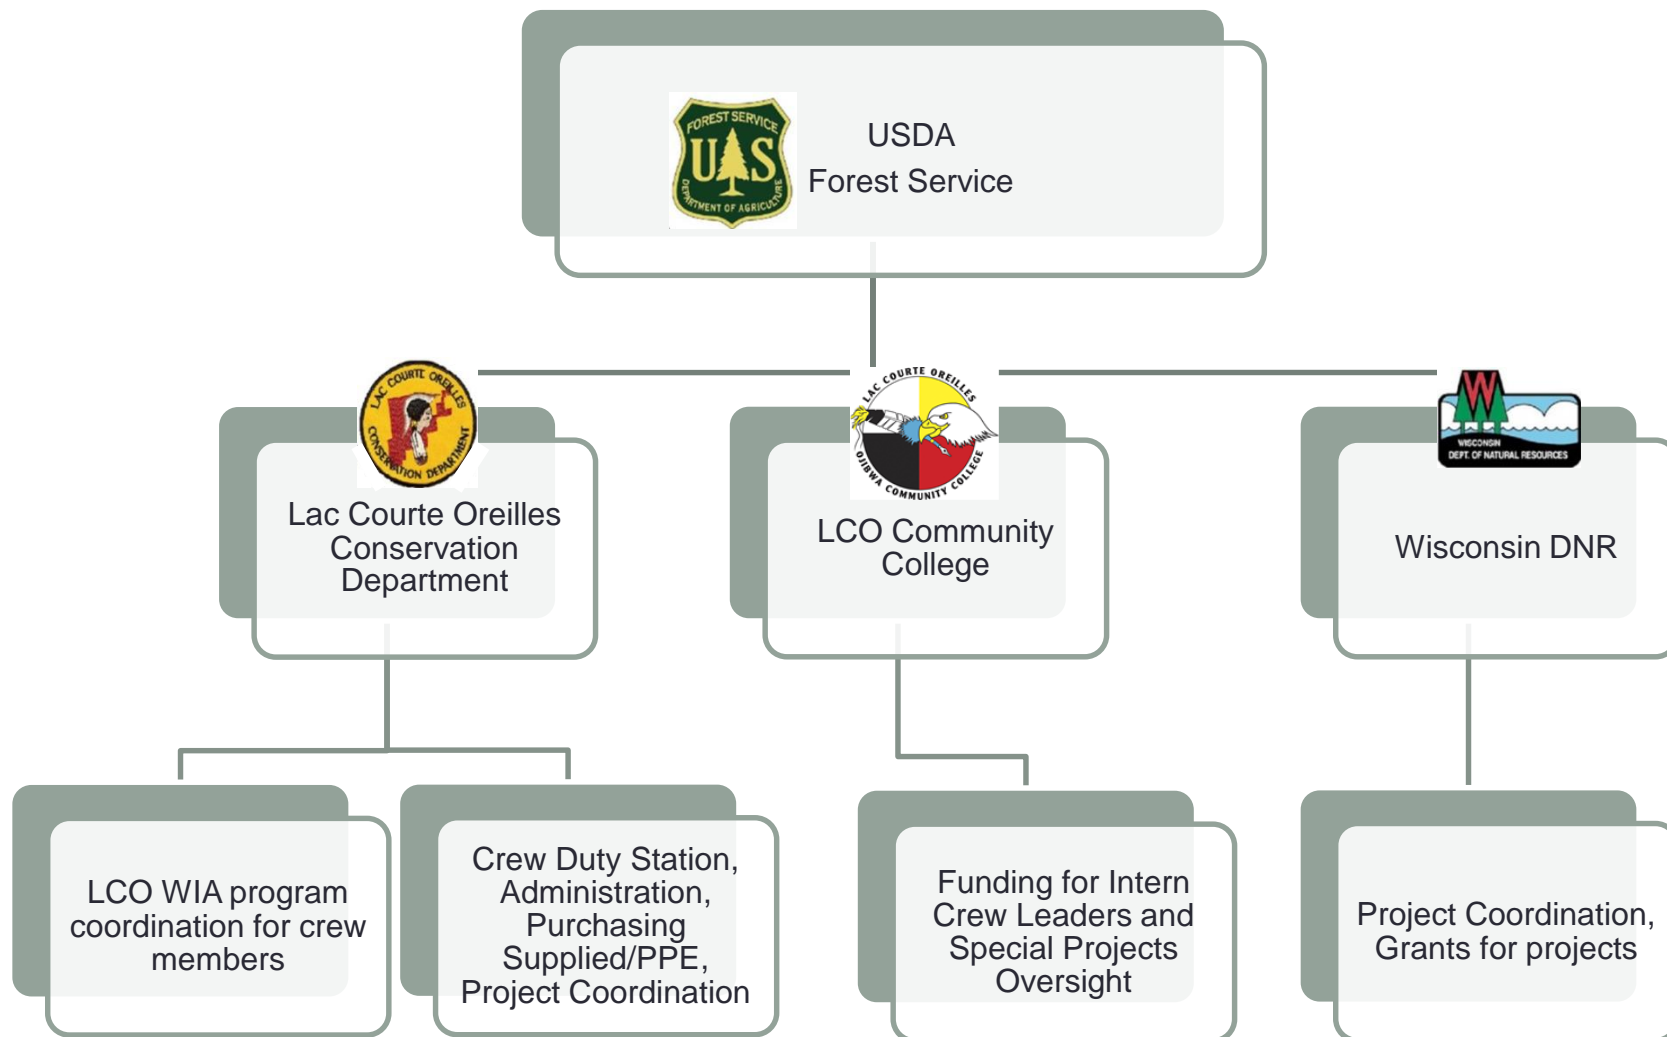 FOREST SERVICE
U S
DEPARTMENT OF AGRICULTURE
USDA
Forest Service
LAC COURTE OREILLES
CONSERVATION DEPARTMENT
Lac Courte Oreilles
Conservation
Department
LAC COURTE OREILLES
OJIBWA COMMUNITY COLLEGE
LCO Community
College
W
WISCONSIN
DEPT. OF NATURAL RESOURCES
Wisconsin DNR
LCO WIA program
coordination for crew
members
Crew Duty Station,
Administration,
Purchasing
Supplied/PPE,
Project Coordination
Funding for Intern
Crew Leaders and
Special Projects
Oversight
Project Coordination,
Grants for projects